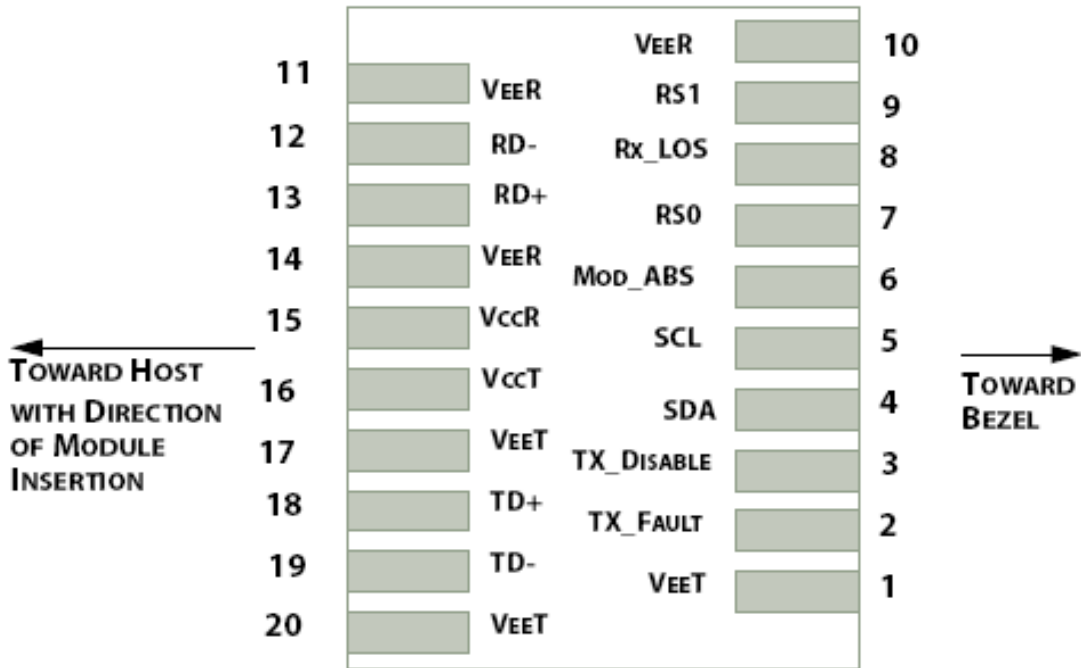 11 VEER
12 RD-
13 RD+
14 VEER
15 VCCR
16 VCCT
17 VEET
18 TD+
19 TD-
20 VEET
VEER 10
RS1 9
RX_LOS 8
RS0 7
MOD_ABS 6
SCL 5
SDA 4
TX_DISABLE 3
TX_FAULT 2
VEET 1
TOWARD HOST
WITH DIRECTION
OF MODULE
INSERTION
TOWARD
BEZEL